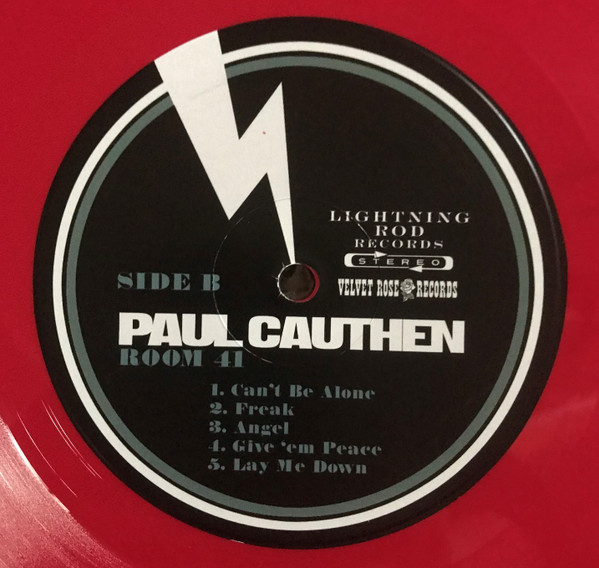 LIGHTNING
ROD
RECORDS
STEREO
VELVET ROSE RECORDS
SIDE B
PAUL CAUTHEN
ROOM 41
1. Can't Be Alone
2. Freak
3. Angel
4. Give 'em Peace
5. Lay Me Down